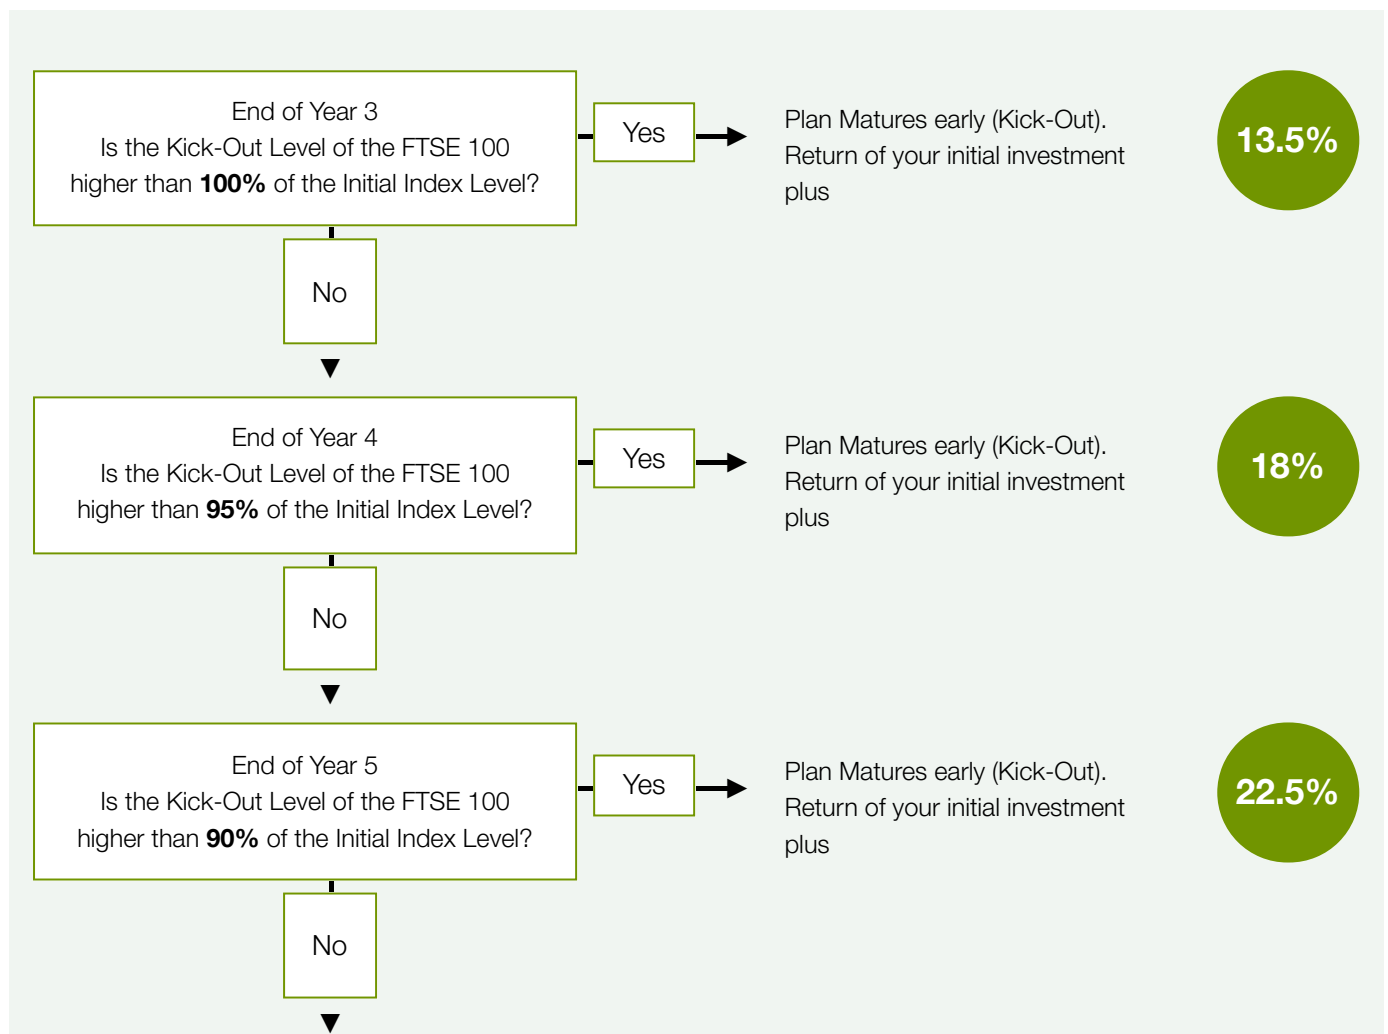 End of Year 3
Is the Kick-Out Level of the FTSE 100
higher than 100% of the Initial Index Level?
Yes
Plan Matures early (Kick-Out).
Return of your initial investment
plus
13.5%
No
End of Year 4
Is the Kick-Out Level of the FTSE 100
higher than 95% of the Initial Index Level?
Yes
Plan Matures early (Kick-Out).
Return of your initial investment
plus
18%
No
End of Year 5
Is the Kick-Out Level of the FTSE 100
higher than 90% of the Initial Index Level?
Yes
Plan Matures early (Kick-Out).
Return of your initial investment
plus
22.5%
No